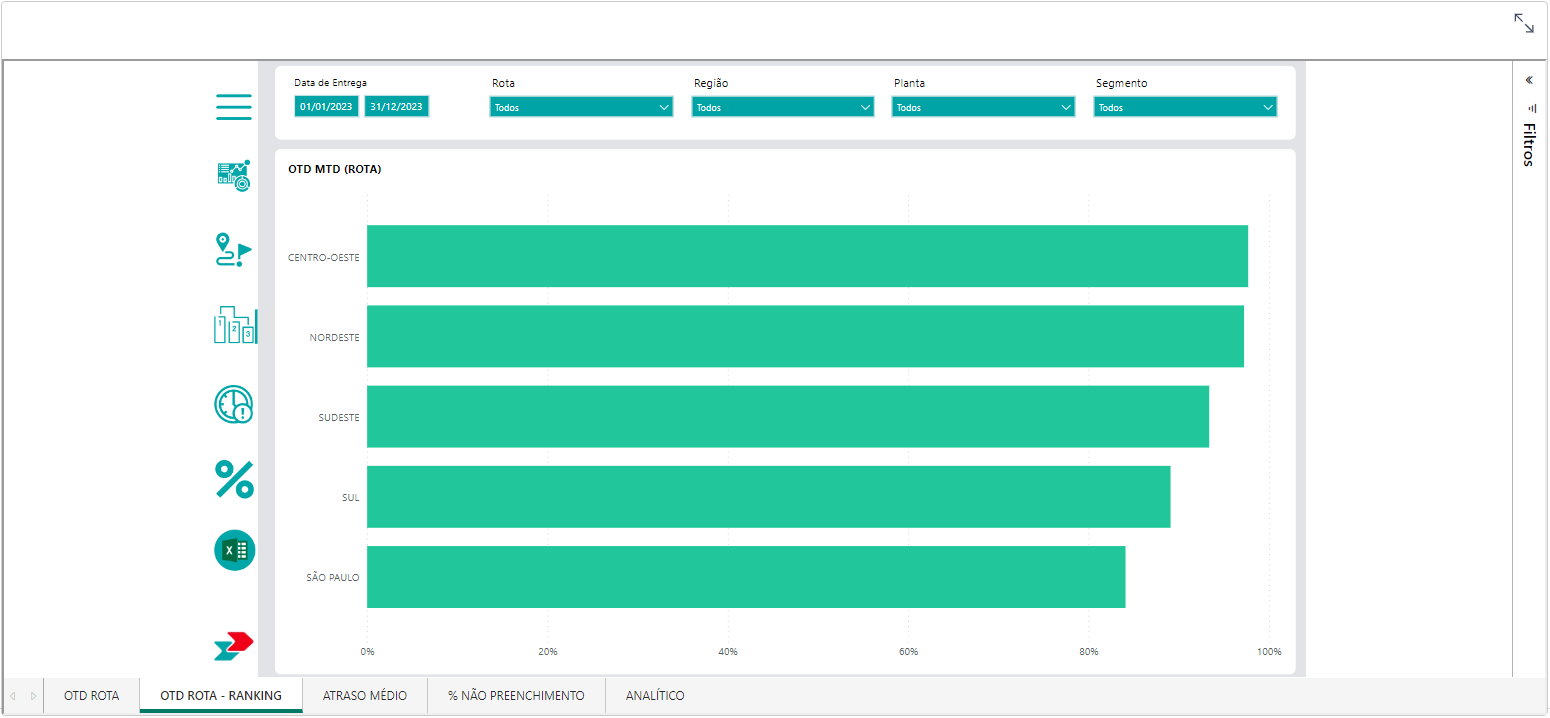 Data de Entrega
01/01/2023 31/12/2023
Rota
Todos
Região
Todos
Planta
Todos
Segmento
Todos
Filtros
OTD MTD (ROTA)
CENTRO-OESTE
NORDESTE
SUDESTE
SUL
SÃO PAULO
0% 20% 40% 60% 80% 100%
1 2 3
!
%
X
OTD ROTA
OTD ROTA - RANKING
ATRASO MÉDIO
% NÃO PREENCHIMENTO
ANALÍTICO